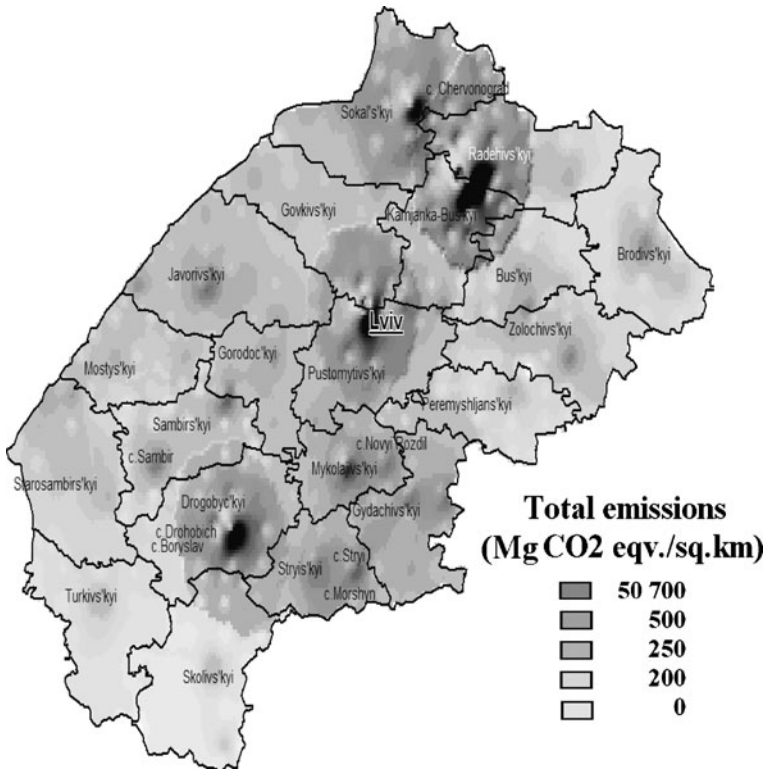 c. Chervonograd
Sokal's'kyi
Radehivs'kyi
Govkivs'kyi
Kamjanka-Bus'kyi
Brodivs'kyi
Javorivs'kyi
Bus'kyi
Lviv
Zolochivs'kyi
Mostys'kyi
Gorodoc'kyi
Pustomytivs'kyi
Peremyshljans'kyi
Sambirs'kyi
c.Sambir
c.Novyi Rozdil
Mykolajivs'kyi
Starosambirs'kyi
Drogobyc'kyi
Gydachivs'kyi
c.Drohobich
c.Boryslav
c.Stryi
Stryis'kyi
c.Morshyn
Turkivs'kyi
Skolivs'kyi
Total emissions
(Mg CO2 eqv./sq.km)
50 700
500
250
200
0